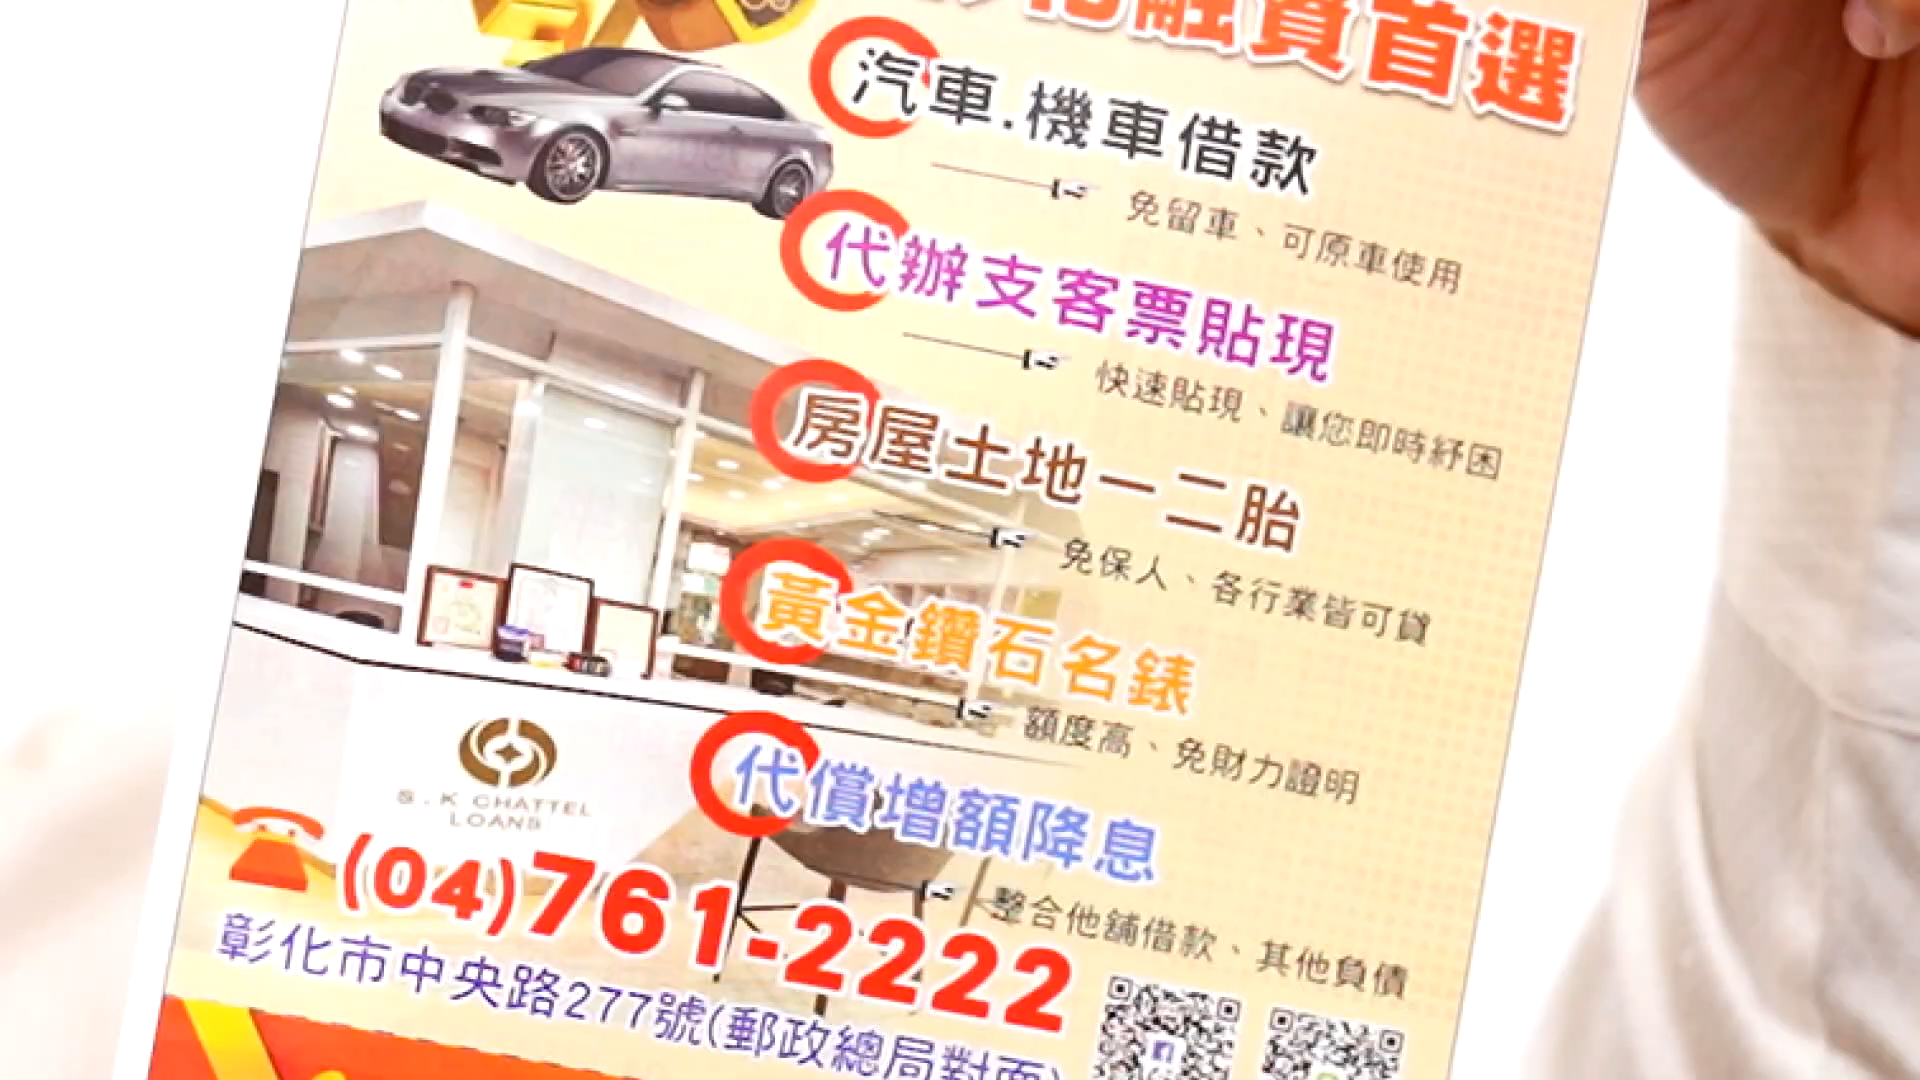 融資首選
汽車.機車借款
免留車、可原車使用
代辦支客票貼現
快速貼現、讓您即時紓困
房屋土地一二胎
免保人、各行業皆可貸
黃金鑽石名錶
額度高、免財力證明
代償增額降息
整合他舖借款、其他負債
S.K CHATTEL
LOANS
(04)761-2222
彰化市中央路277號(郵政總局對面)